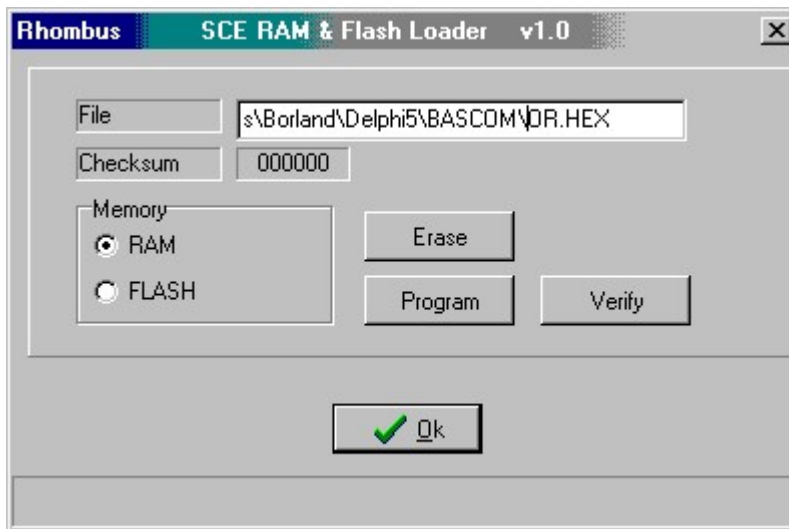 Rhombus SCE RAM & Flash Loader v1.0
File s\Borland\Delphi5\BASCOM\OR.HEX
Checksum 000000
Memory
RAM
FLASH
Erase
Program Verify
Ok